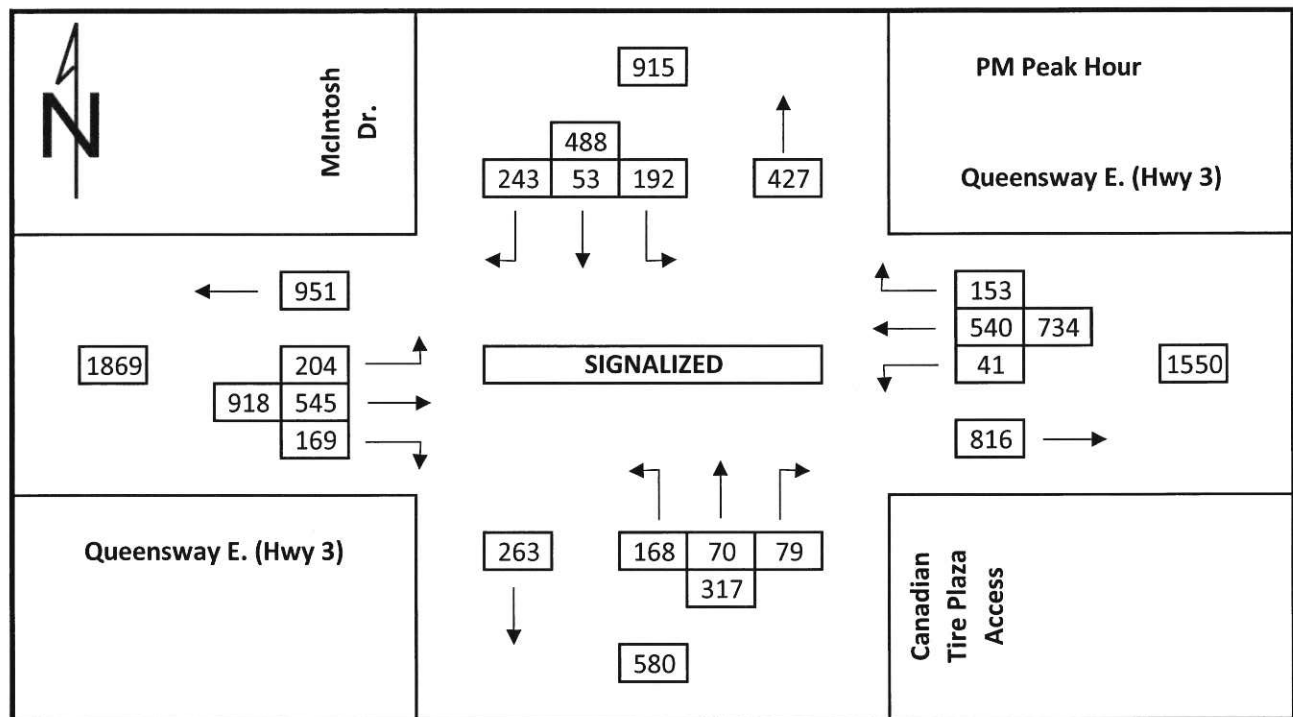 N
McIntosh
Dr.
915
PM Peak Hour
488
243 53 192
427
Queensway E. (Hwy 3)
951
153
540 734
41
1869
204
918 545
169
SIGNALIZED
1550
816
Queensway E. (Hwy 3)
263
168 70 79
317
580
Canadian
Tire Plaza
Access